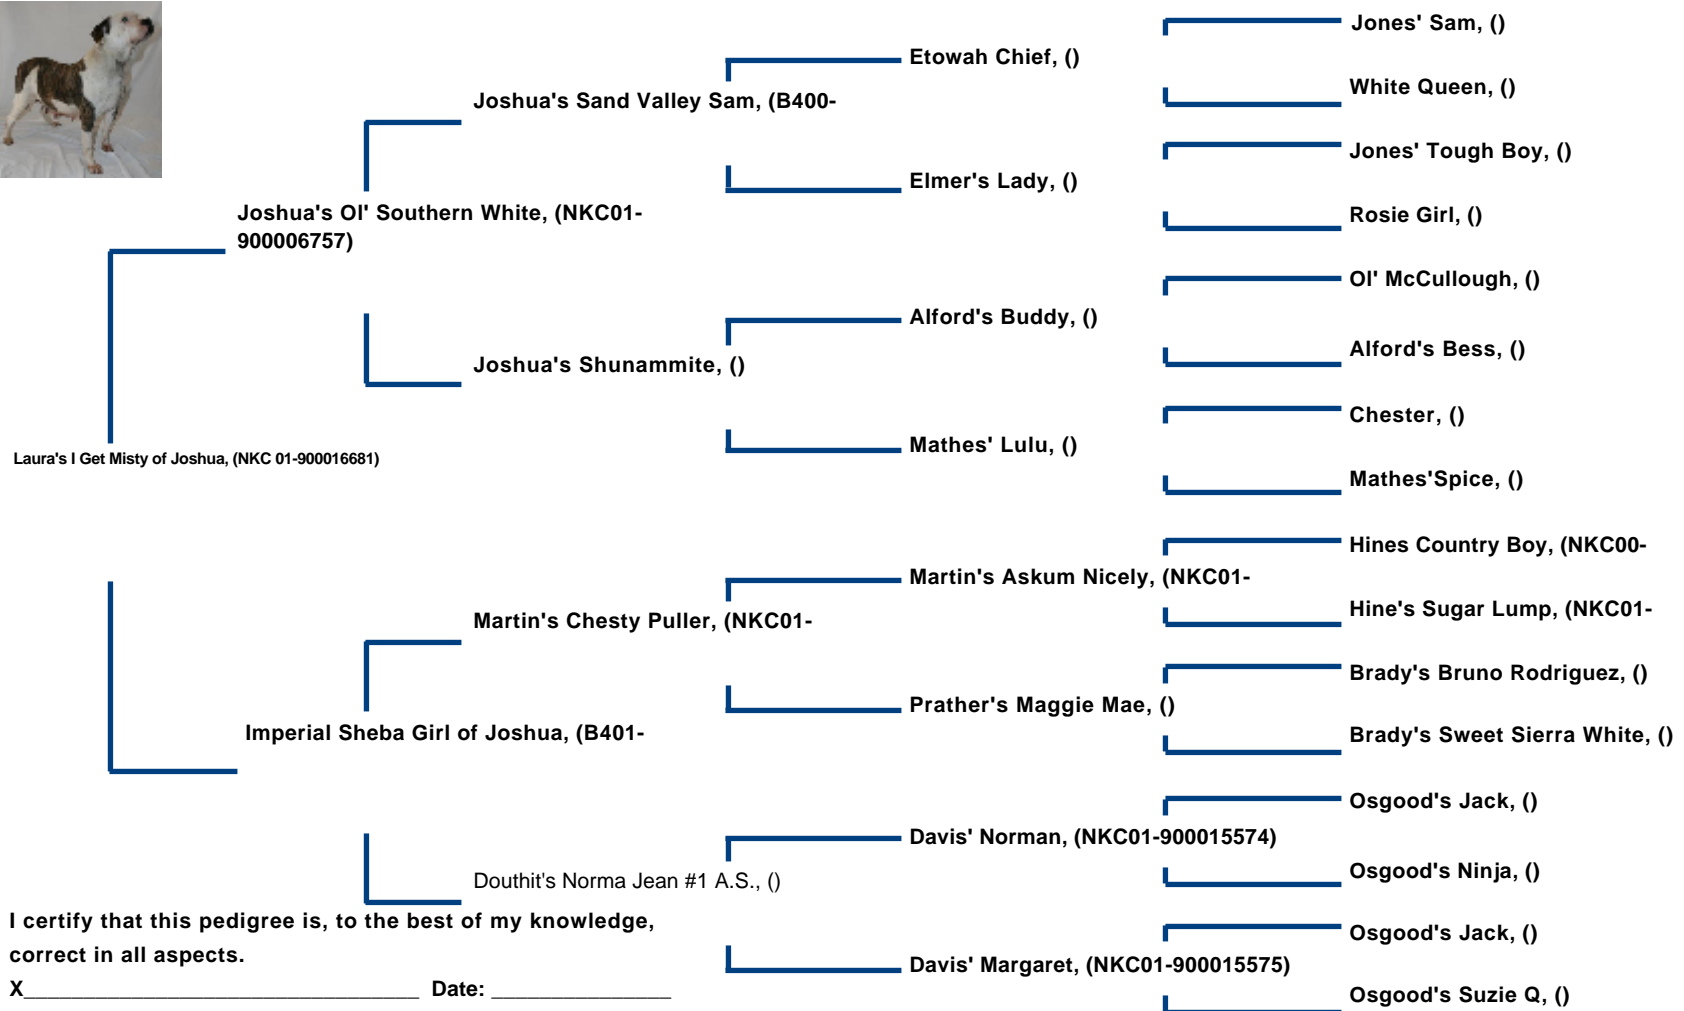 Jones' Sam, ()
Etowah Chief, ()
White Queen, ()
Joshua's Sand Valley Sam, (B400-
Jones' Tough Boy, ()
Elmer's Lady, ()
Rosie Girl, ()
Joshua's Ol' Southern White, (NKC01-
900006757)
Ol' McCullough, ()
Alford's Buddy, ()
Alford's Bess, ()
Joshua's Shunammite, ()
Chester, ()
Mathes' Lulu, ()
Mathes'Spice, ()
Laura's I Get Misty of Joshua, (NKC 01-900016681)
Hines Country Boy, (NKC00-
Martin's Askum Nicely, (NKC01-
Hine's Sugar Lump, (NKC01-
Martin's Chesty Puller, (NKC01-
Brady's Bruno Rodriguez, ()
Prather's Maggie Mae, ()
Brady's Sweet Sierra White, ()
Imperial Sheba Girl of Joshua, (B401-
Osgood's Jack, ()
Davis' Norman, (NKC01-900015574)
Osgood's Ninja, ()
Douthit's Norma Jean #1 A.S., ()
Osgood's Jack, ()
Davis' Margaret, (NKC01-900015575)
Osgood's Suzie Q, ()
I certify that this pedigree is, to the best of my knowledge,
correct in all aspects.
X_________________________________ Date: _______________